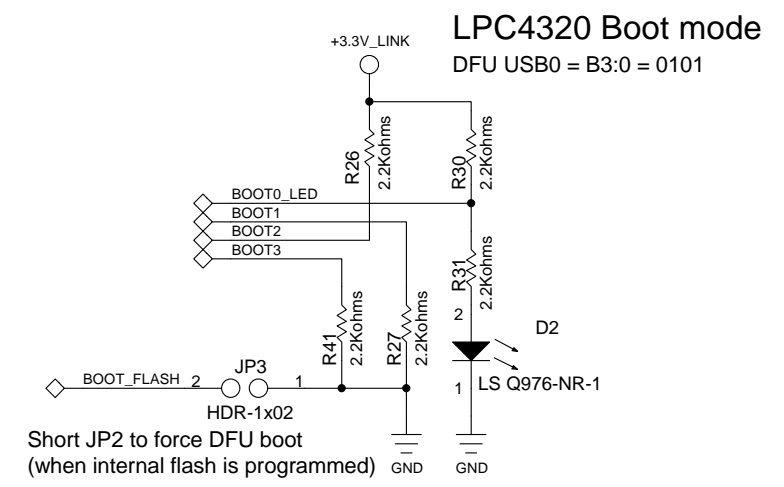 LPC4320 Boot mode
DFU USB0 = B3:0 = 0101
+3.3V_LINK
R26
2.2Kohms
R30
2.2Kohms
BOOT0_LED
BOOT1
BOOT2
BOOT3
R31
2.2Kohms
R41
2.2Kohms
R27
2.2Kohms
2
D2
JP3
BOOT_FLASH
2
1
HDR-1x02
1
LS Q976-NR-1
Short JP2 to force DFU boot
(when internal flash is programmed)
GND
GND